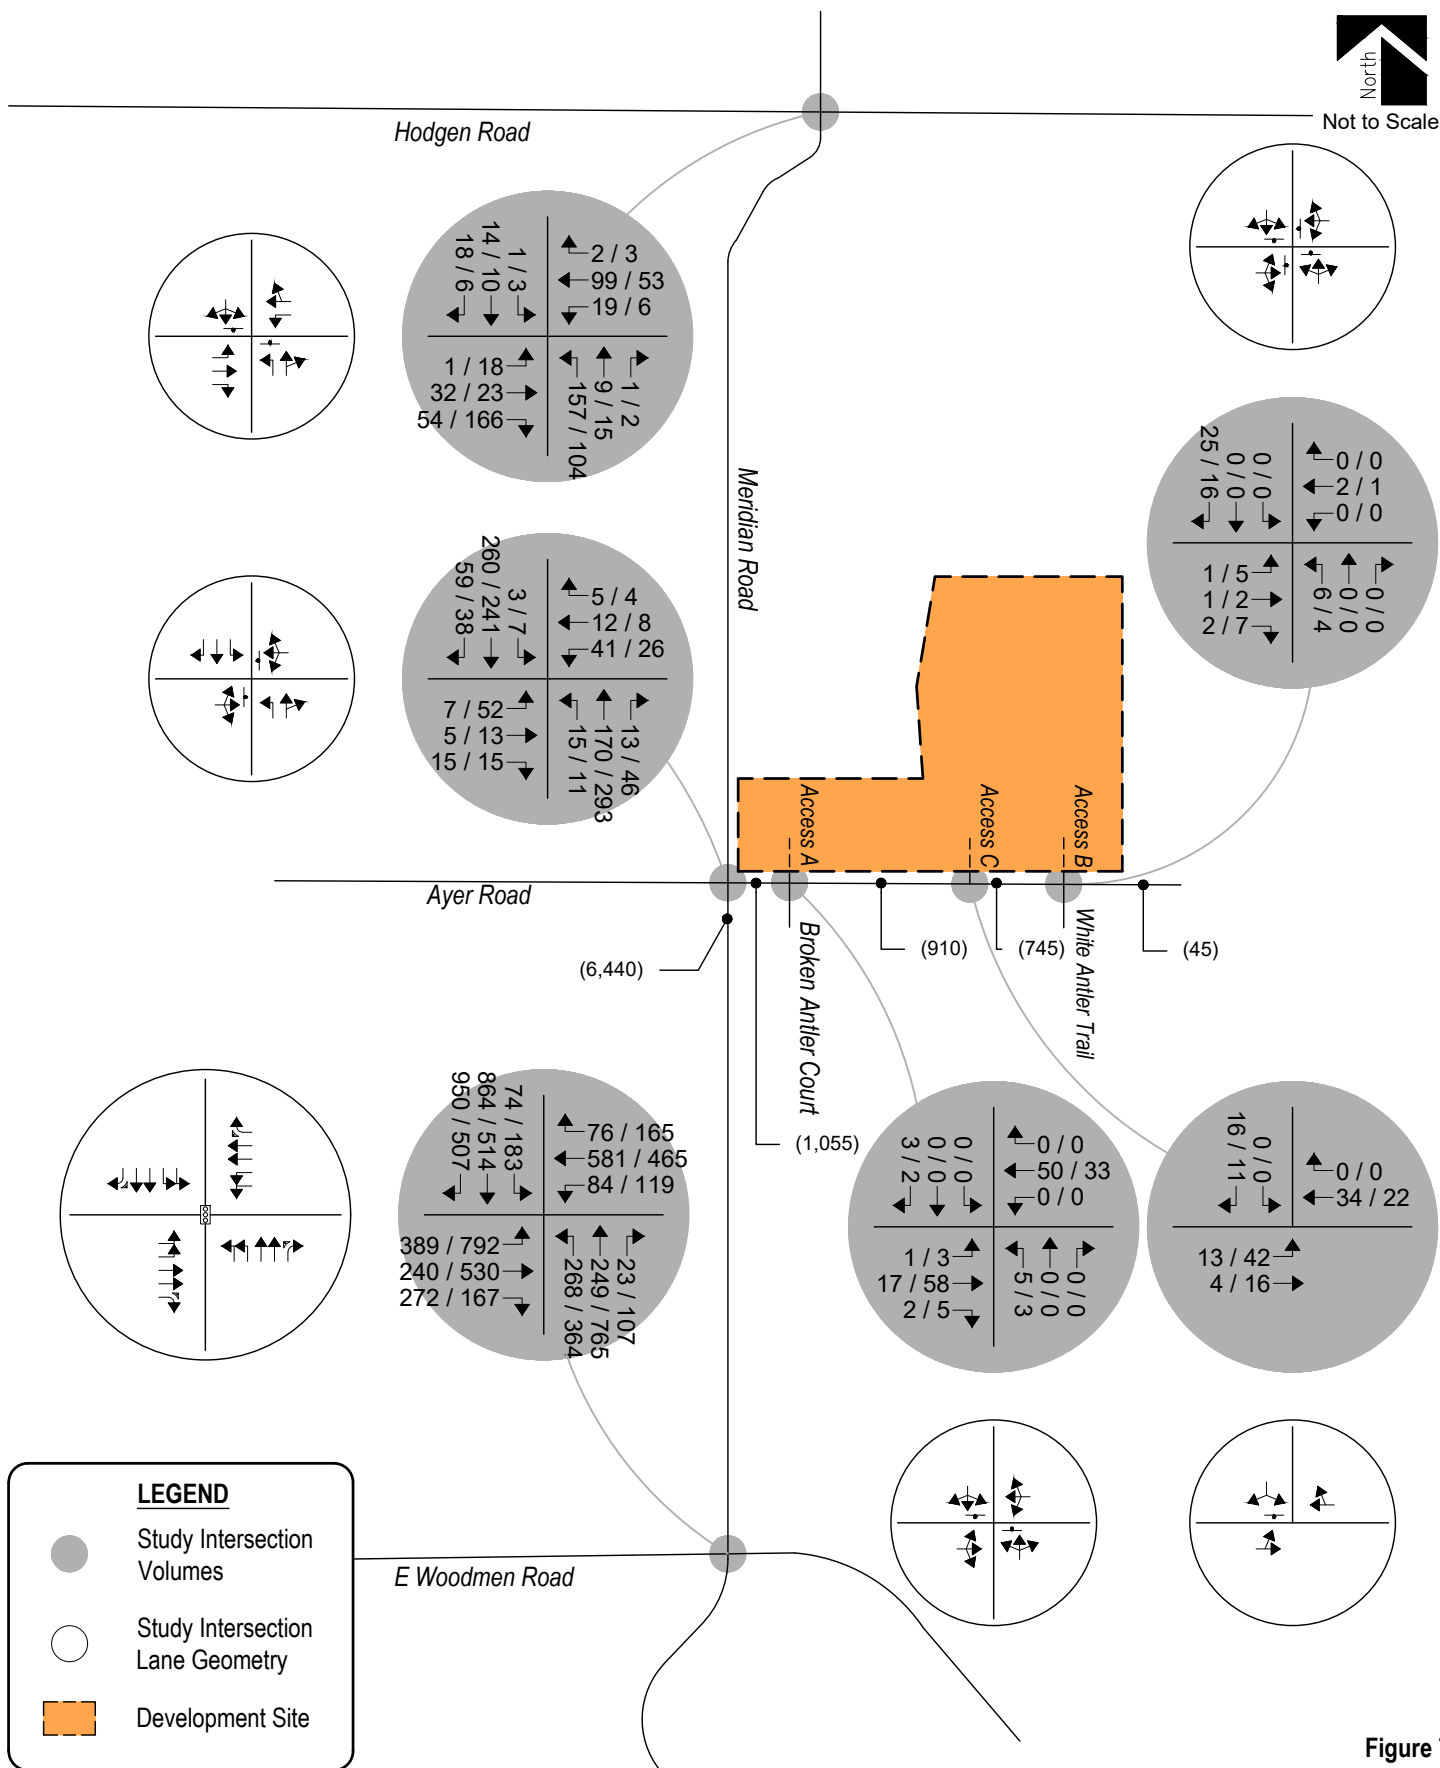 North
Not to Scale
Hodgen Road
18 / 6
14 / 10
1 / 3
2 / 3
99 / 53
19 / 6
1 / 18
32 / 23
54 / 166
157 / 104
9 / 15
1 / 2
Meridian Road
25 / 16
0 / 0
0 / 0
0 / 0
2 / 1
0 / 0
1 / 5
1 / 2
2 / 7
6 / 4
0 / 0
0 / 0
59 / 38
260 / 241
3 / 7
5 / 4
12 / 8
41 / 26
7 / 52
5 / 13
15 / 15
15 / 11
170 / 293
13 / 46
Access A
Access C
Access B
Ayer Road
Broken Antler Court
White Antler Trail
(6,440)
(910)
(745)
(45)
(1,055)
950 / 507
864 / 514
74 / 183
76 / 165
581 / 465
84 / 119
389 / 792
240 / 530
272 / 167
268 / 364
249 / 765
23 / 107
3 / 2
0 / 0
0 / 0
0 / 0
50 / 33
0 / 0
1 / 3
17 / 58
2 / 5
5 / 3
0 / 0
0 / 0
16 / 11
0 / 0
0 / 0
34 / 22
13 / 42
4 / 16
E Woodmen Road
LEGEND
Study Intersection
Volumes
Study Intersection
Lane Geometry
Development Site
Figure